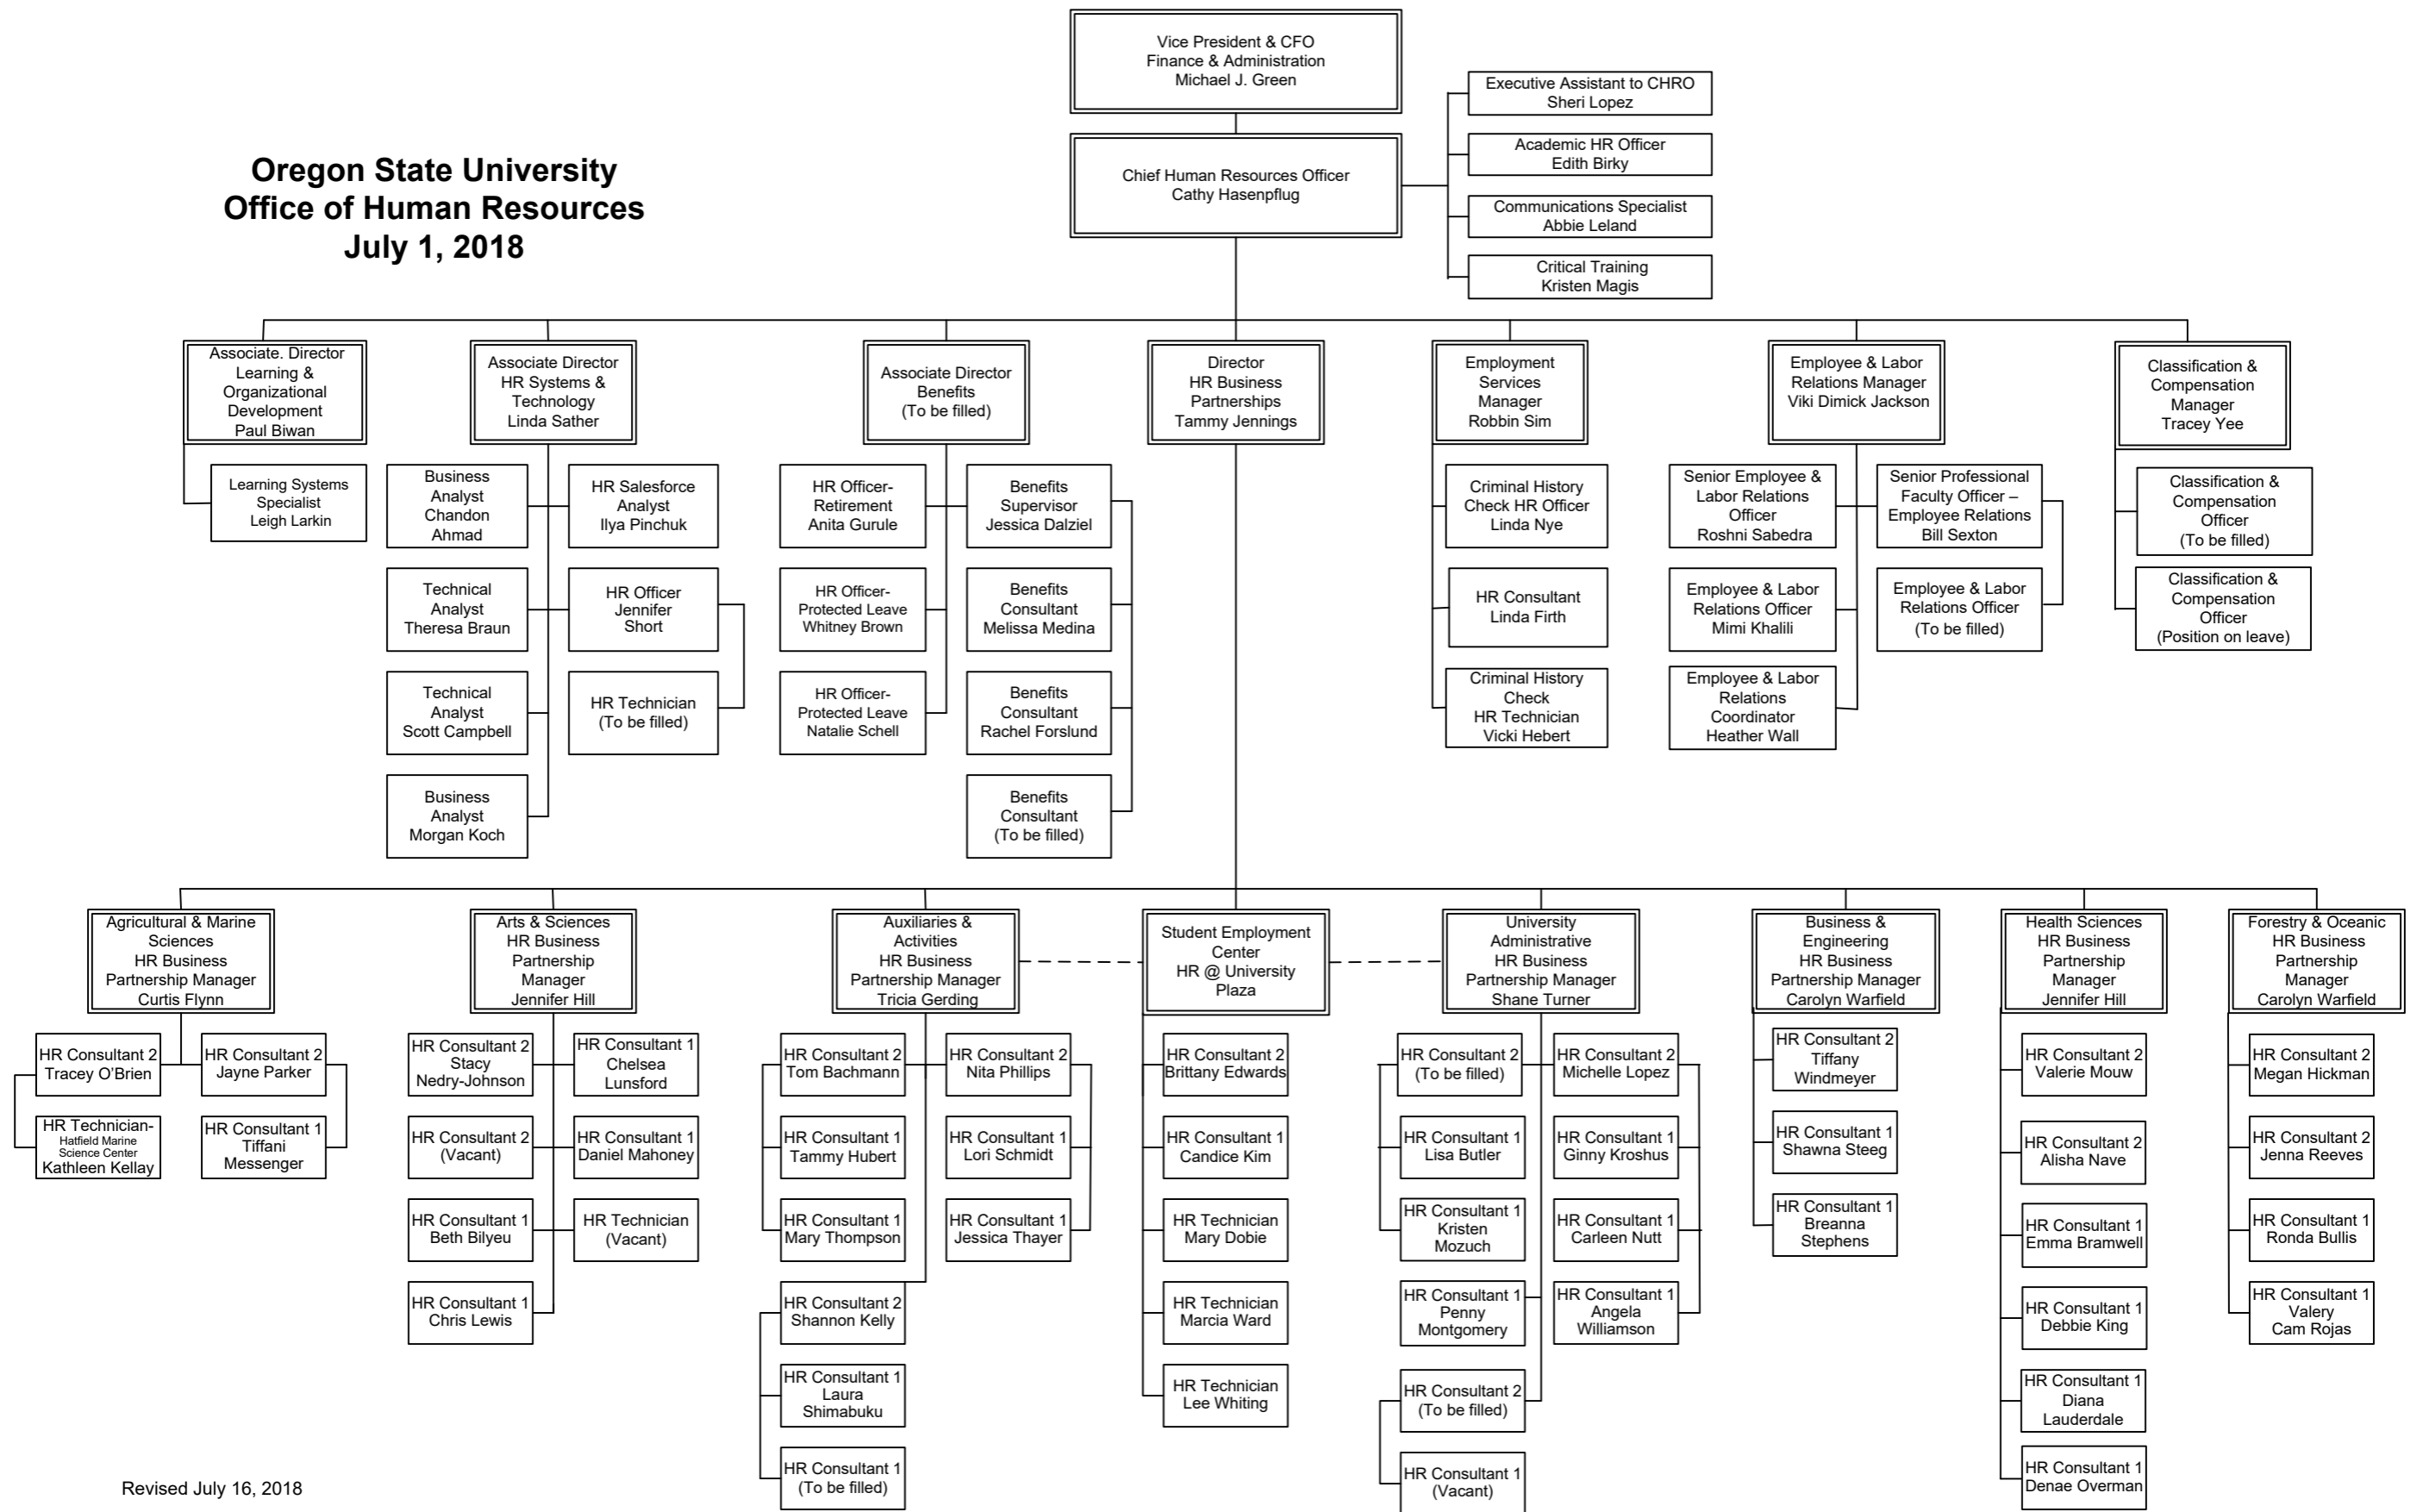 Vice President & CFO
Finance & Administration
Michael J. Green
Executive Assistant to CHRO
Sheri Lopez
Academic HR Officer
Edith Birky
Chief Human Resources Officer
Cathy Hasenpflug
Communications Specialist
Abbie Leland
Critical Training
Kristen Magis
Oregon State University
Office of Human Resources
July 1, 2018
Associate. Director
Learning &
Organizational
Development
Paul Biwan
Associate Director
HR Systems &
Technology
Linda Sather
Associate Director
Benefits
(To be filled)
Director
HR Business
Partnerships
Tammy Jennings
Employment
Services
Manager
Robbin Sim
Employee & Labor
Relations Manager
Viki Dimick Jackson
Classification &
Compensation
Manager
Tracey Yee
Learning Systems
Specialist
Leigh Larkin
Business
Analyst
Chandon
Ahmad
HR Salesforce
Analyst
Ilya Pinchuk
HR Officer-
Retirement
Anita Gurule
Benefits
Supervisor
Jessica Dalziel
Criminal History
Check HR Officer
Linda Nye
Senior Employee &
Labor Relations
Officer
Roshni Sabedra
Senior Professional
Faculty Officer –
Employee Relations
Bill Sexton
Classification &
Compensation
Officer
(To be filled)
Technical
Analyst
Theresa Braun
HR Officer
Jennifer
Short
HR Officer-
Protected Leave
Whitney Brown
Benefits
Consultant
Melissa Medina
HR Consultant
Linda Firth
Employee & Labor
Relations Officer
Mimi Khalili
Employee & Labor
Relations Officer
(To be filled)
Classification &
Compensation
Officer
(Position on leave)
Technical
Analyst
Scott Campbell
HR Technician
(To be filled)
HR Officer-
Protected Leave
Natalie Schell
Benefits
Consultant
Rachel Forslund
Criminal History
Check
HR Technician
Vicki Hebert
Employee & Labor
Relations
Coordinator
Heather Wall
Business
Analyst
Morgan Koch
Benefits
Consultant
(To be filled)
Agricultural & Marine
Sciences
HR Business
Partnership Manager
Curtis Flynn
Arts & Sciences
HR Business
Partnership
Manager
Jennifer Hill
Auxiliaries &
Activities
HR Business
Partnership Manager
Tricia Gerding
Student Employment
Center
HR @ University
Plaza
University
Administrative
HR Business
Partnership Manager
Shane Turner
Business &
Engineering
HR Business
Partnership Manager
Carolyn Warfield
Health Sciences
HR Business
Partnership
Manager
Jennifer Hill
Forestry & Oceanic
HR Business
Partnership
Manager
Carolyn Warfield
HR Consultant 2
Tracey O'Brien
HR Consultant 2
Jayne Parker
HR Technician-
Hatfield Marine
Science Center
Kathleen Kellay
HR Consultant 1
Tiffani
Messenger
HR Consultant 2
Stacy
Nedry-Johnson
HR Consultant 1
Chelsea
Lunsford
HR Consultant 2
(Vacant)
HR Consultant 1
Daniel Mahoney
HR Consultant 1
Beth Bilyeu
HR Technician
(Vacant)
HR Consultant 1
Chris Lewis
HR Consultant 2
Tom Bachmann
HR Consultant 2
Nita Phillips
HR Consultant 1
Tammy Hubert
HR Consultant 1
Lori Schmidt
HR Consultant 1
Mary Thompson
HR Consultant 1
Jessica Thayer
HR Consultant 2
Shannon Kelly
HR Consultant 1
Laura
Shimabuku
HR Consultant 1
(To be filled)
HR Consultant 2
Brittany Edwards
HR Consultant 1
Candice Kim
HR Technician
Mary Dobie
HR Technician
Marcia Ward
HR Technician
Lee Whiting
HR Consultant 2
(To be filled)
HR Consultant 2
Michelle Lopez
HR Consultant 1
Lisa Butler
HR Consultant 1
Ginny Kroshus
HR Consultant 1
Kristen
Mozuch
HR Consultant 1
Carleen Nutt
HR Consultant 1
Penny
Montgomery
HR Consultant 1
Angela
Williamson
HR Consultant 2
(To be filled)
HR Consultant 1
(Vacant)
HR Consultant 2
Tiffany
Windmeyer
HR Consultant 1
Shawna Steeg
HR Consultant 1
Breanna
Stephens
HR Consultant 2
Valerie Mouw
HR Consultant 2
Alisha Nave
HR Consultant 1
Emma Bramwell
HR Consultant 1
Debbie King
HR Consultant 1
Diana
Lauderdale
HR Consultant 1
Denae Overman
HR Consultant 2
Megan Hickman
HR Consultant 2
Jenna Reeves
HR Consultant 1
Ronda Bullis
HR Consultant 1
Valery
Cam Rojas
Revised July 16, 2018